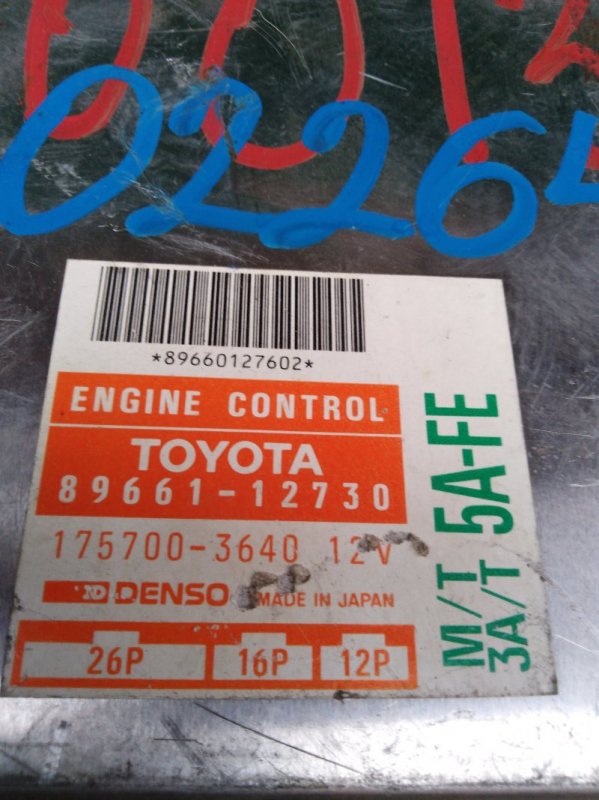 0226
*89660127602*
ENGINE CONTROL
TOYOTA
89661-12730
175700-3640 12V
DENSO MADE IN JAPAN
26P 16P 12P
M/T 5A-FE
3A/T